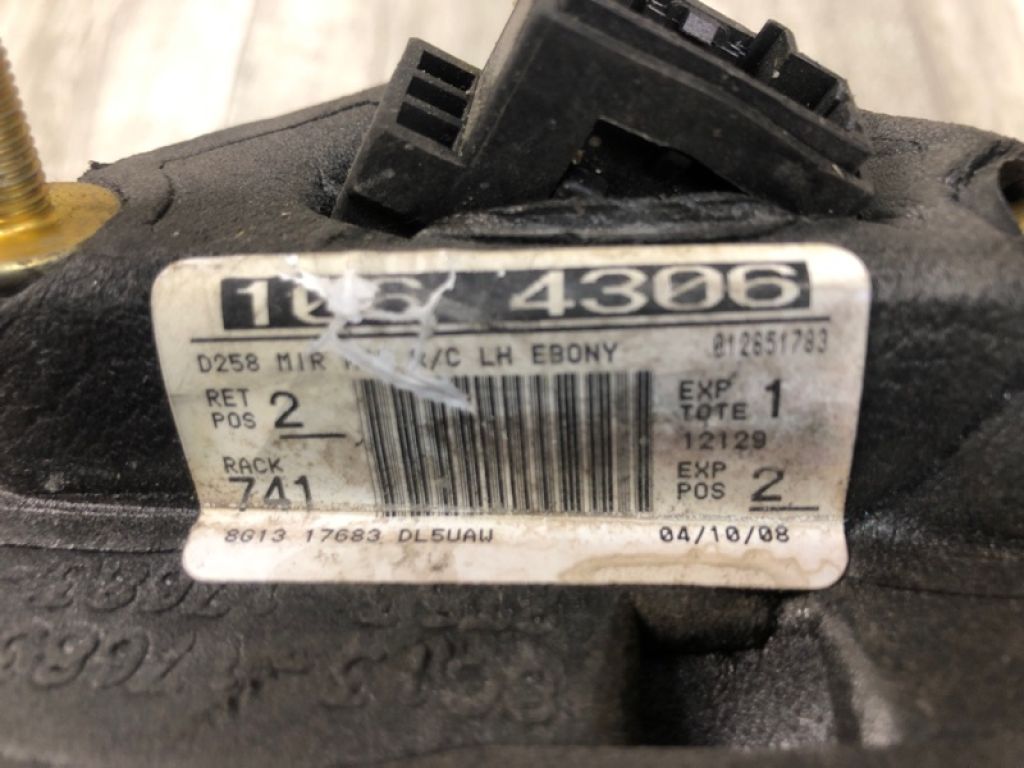 106 4306
D258 MIR R/C LH EBONY
012651783
RET POS 2
EXP TOTE 1
12129
RACK 741
EXP POS 2
8G13 17683 DL5UAW
04/10/08